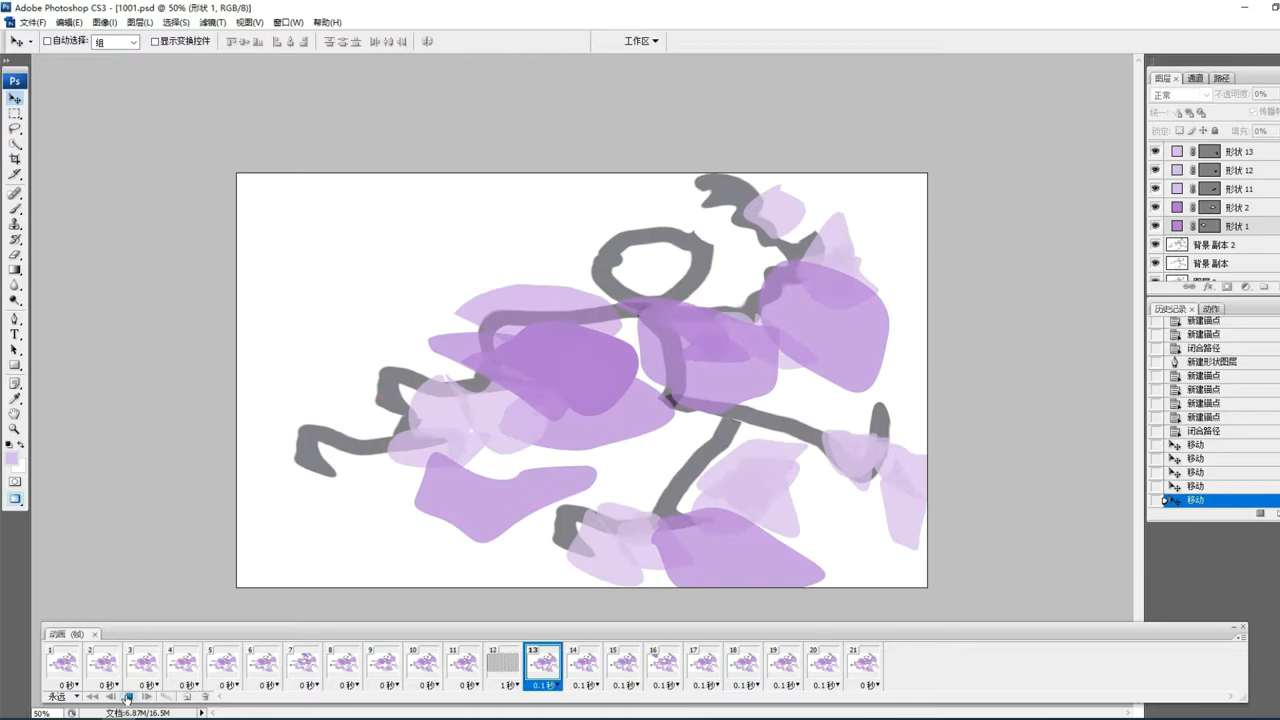 Adobe Photoshop CS3 - [1001.psd @ 50% (形状 1, RGB/8)]
文件(F) 编辑(E) 图像(I) 图层(L) 选择(S) 滤镜(T) 视图(V) 窗口(W) 帮助(H)
自动选择: 组 显示变换控件 工作区
Ps
图层 通道 路径
正常 不透明度: 0%
统一:
锁定: 填充: 0%
形状 13
形状 12
形状 11
形状 2
形状 1
背景 副本 2
背景 副本
历史记录 动作
新建锚点
新建锚点
闭合路径
新建形状图层
新建锚点
新建锚点
新建锚点
新建锚点
闭合路径
移动
移动
移动
移动
移动
动画 (帧)
1 2 3 4 5 6 7 8 9 10 11 12 13 14 15 16 17 18 19 20 21
0 秒 0 秒 0 秒 0 秒 0 秒 0 秒 0 秒 0 秒 0 秒 0 秒 0 秒 1 秒 0.1 秒 0.1 秒 0.1 秒 0.1 秒 0.1 秒 0.1 秒 0.1 秒 0.1 秒 0.1 秒
永远
50% 文档:6.87M/16.5M